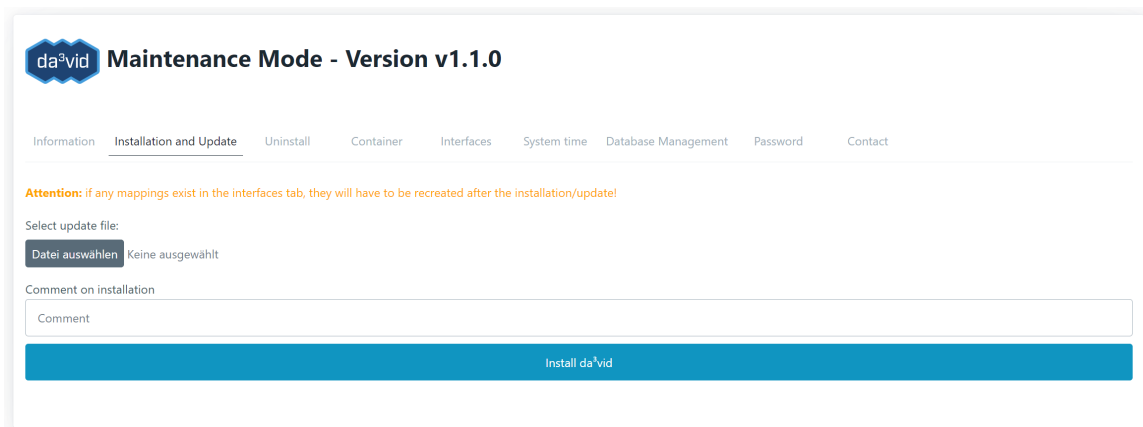 da³vid
Maintenance Mode - Version v1.1.0
Information Installation and Update Uninstall Container Interfaces System time Database Management Password Contact
Attention: if any mappings exist in the interfaces tab, they will have to be recreated after the installation/update!
Select update file:
Datei auswählen Keine ausgewählt
Comment on installation
Comment
Install da³vid